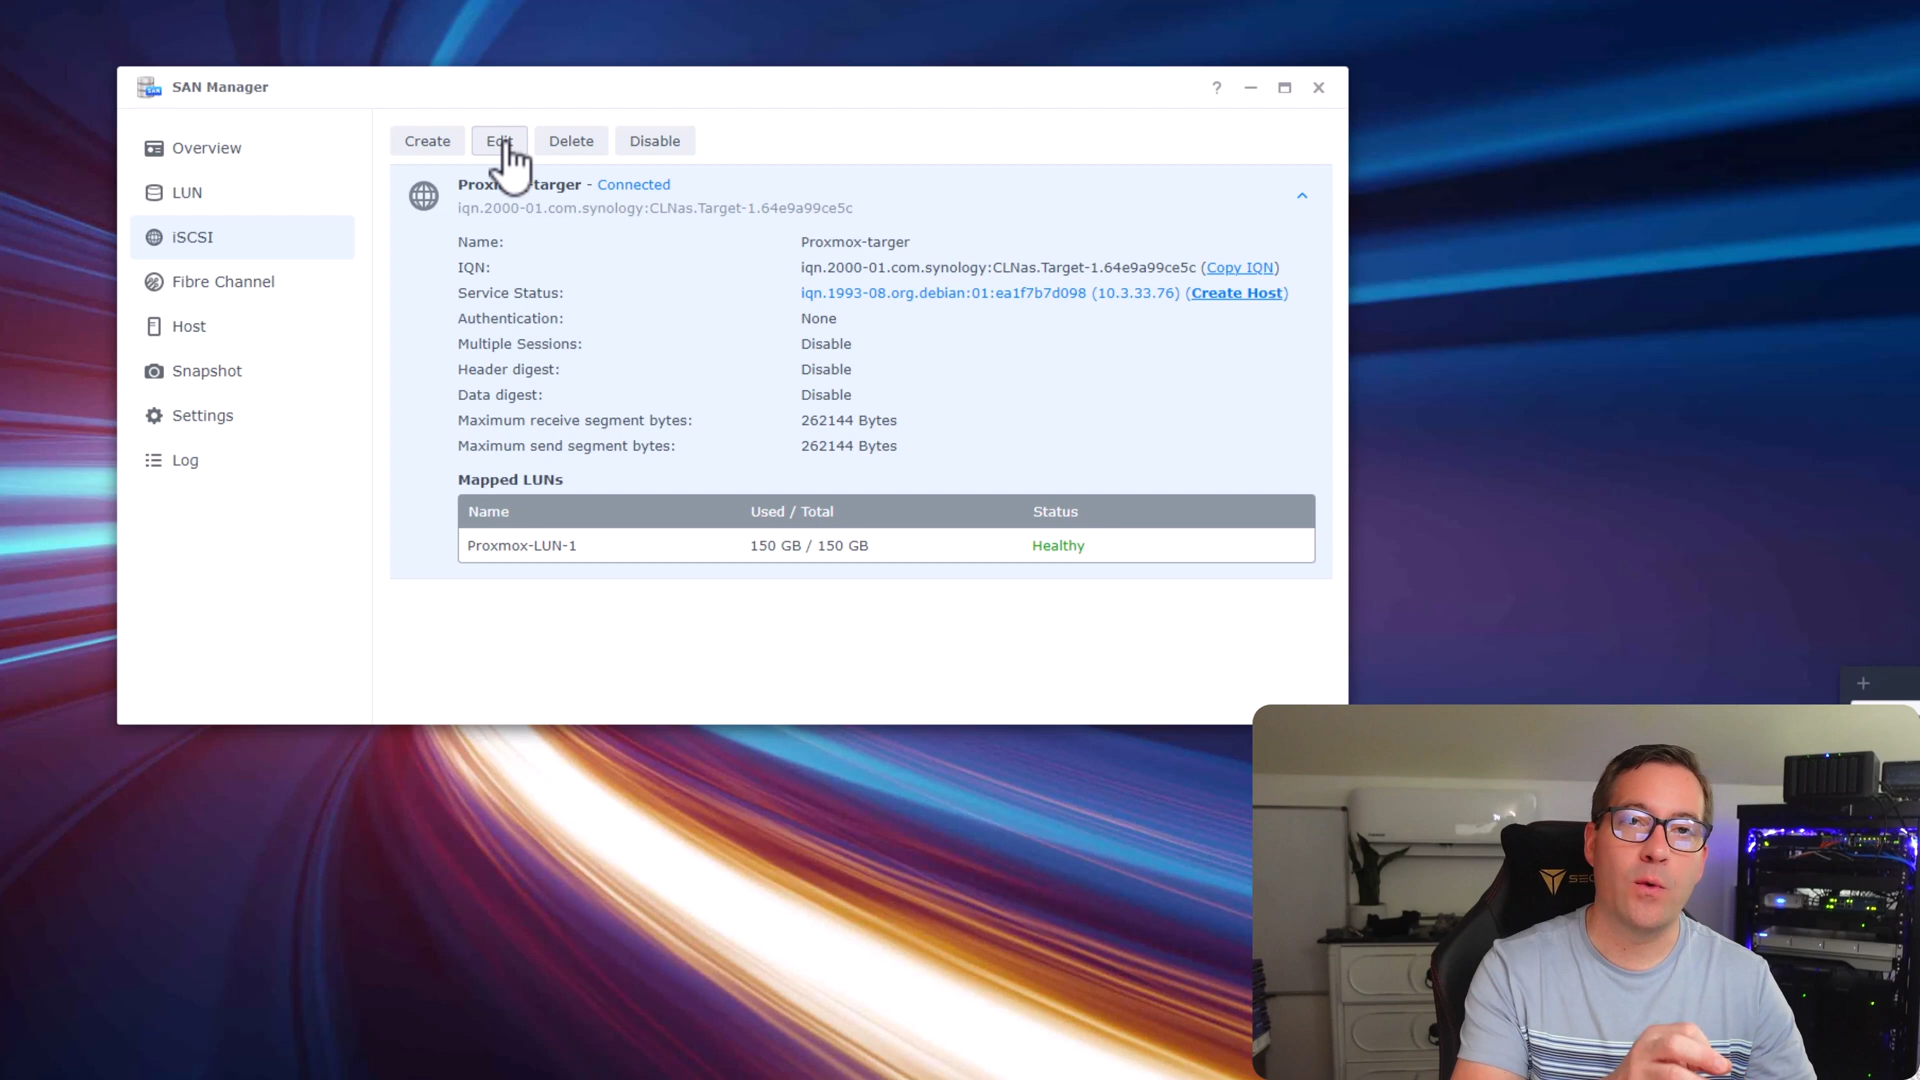 SAN Manager
Overview
LUN
iSCSI
Fibre Channel
Host
Snapshot
Settings
Log
Create Edit Delete Disable
targer - Connected
iqn.2000-01.com.synology:CLNas.Target-1.64e9a99ce5c
Name: Proxmox-targer
IQN: iqn.2000-01.com.synology:CLNas.Target-1.64e9a99ce5c (Copy IQN)
Service Status: iqn.1993-08.org.debian:01:ea1f7b7d098 (10.3.33.76) (Create Host)
Authentication: None
Multiple Sessions: Disable
Header digest: Disable
Data digest: Disable
Maximum receive segment bytes: 262144 Bytes
Maximum send segment bytes: 262144 Bytes
Mapped LUNs
Name Used / Total Status
Proxmox-LUN-1 150 GB / 150 GB Healthy